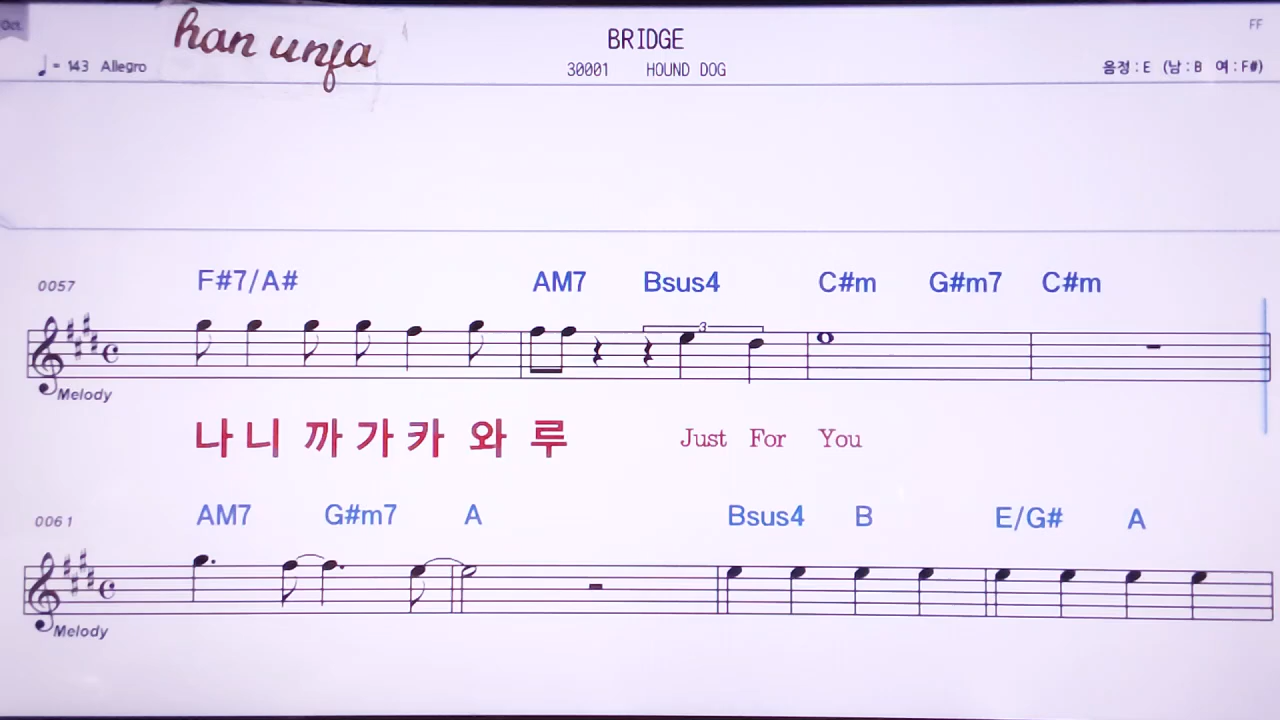 Oct.
han unja
BRIDGE
FF
♩= 143 Allegro
30001 HOUND DOG
음정 : E (남 : B 여 : F#)
0057
F#7/A# AM7 Bsus4 C#m G#m7 C#m
3
Melody
나 니 까 가 카 와 루 Just For You
0061
AM7 G#m7 A Bsus4 B E/G# A
Melody